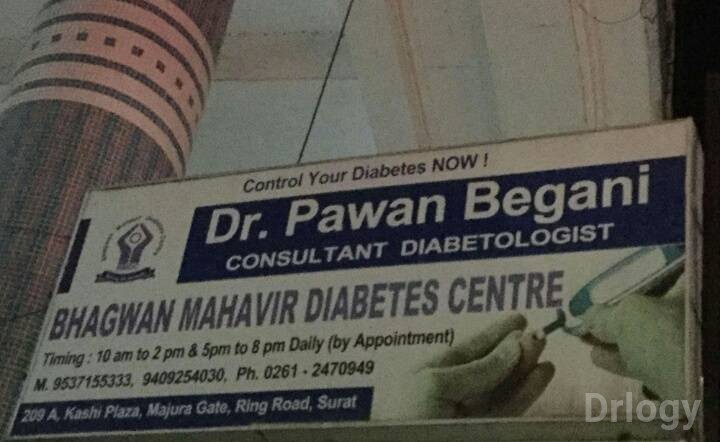 Control Your Diabetes NOW !
Dr. Pawan Begani
CONSULTANT DIABETOLOGIST
BHAGWAN MAHAVIR DIABETES CENTRE
Timing : 10 am to 2 pm & 5pm to 8 pm Daily (by Appointment)
M. 9537155333, 9409254030, Ph. 0261 - 2470949
209 A, Kashi Plaza, Majura Gate, Ring Road, Surat
Drlogy